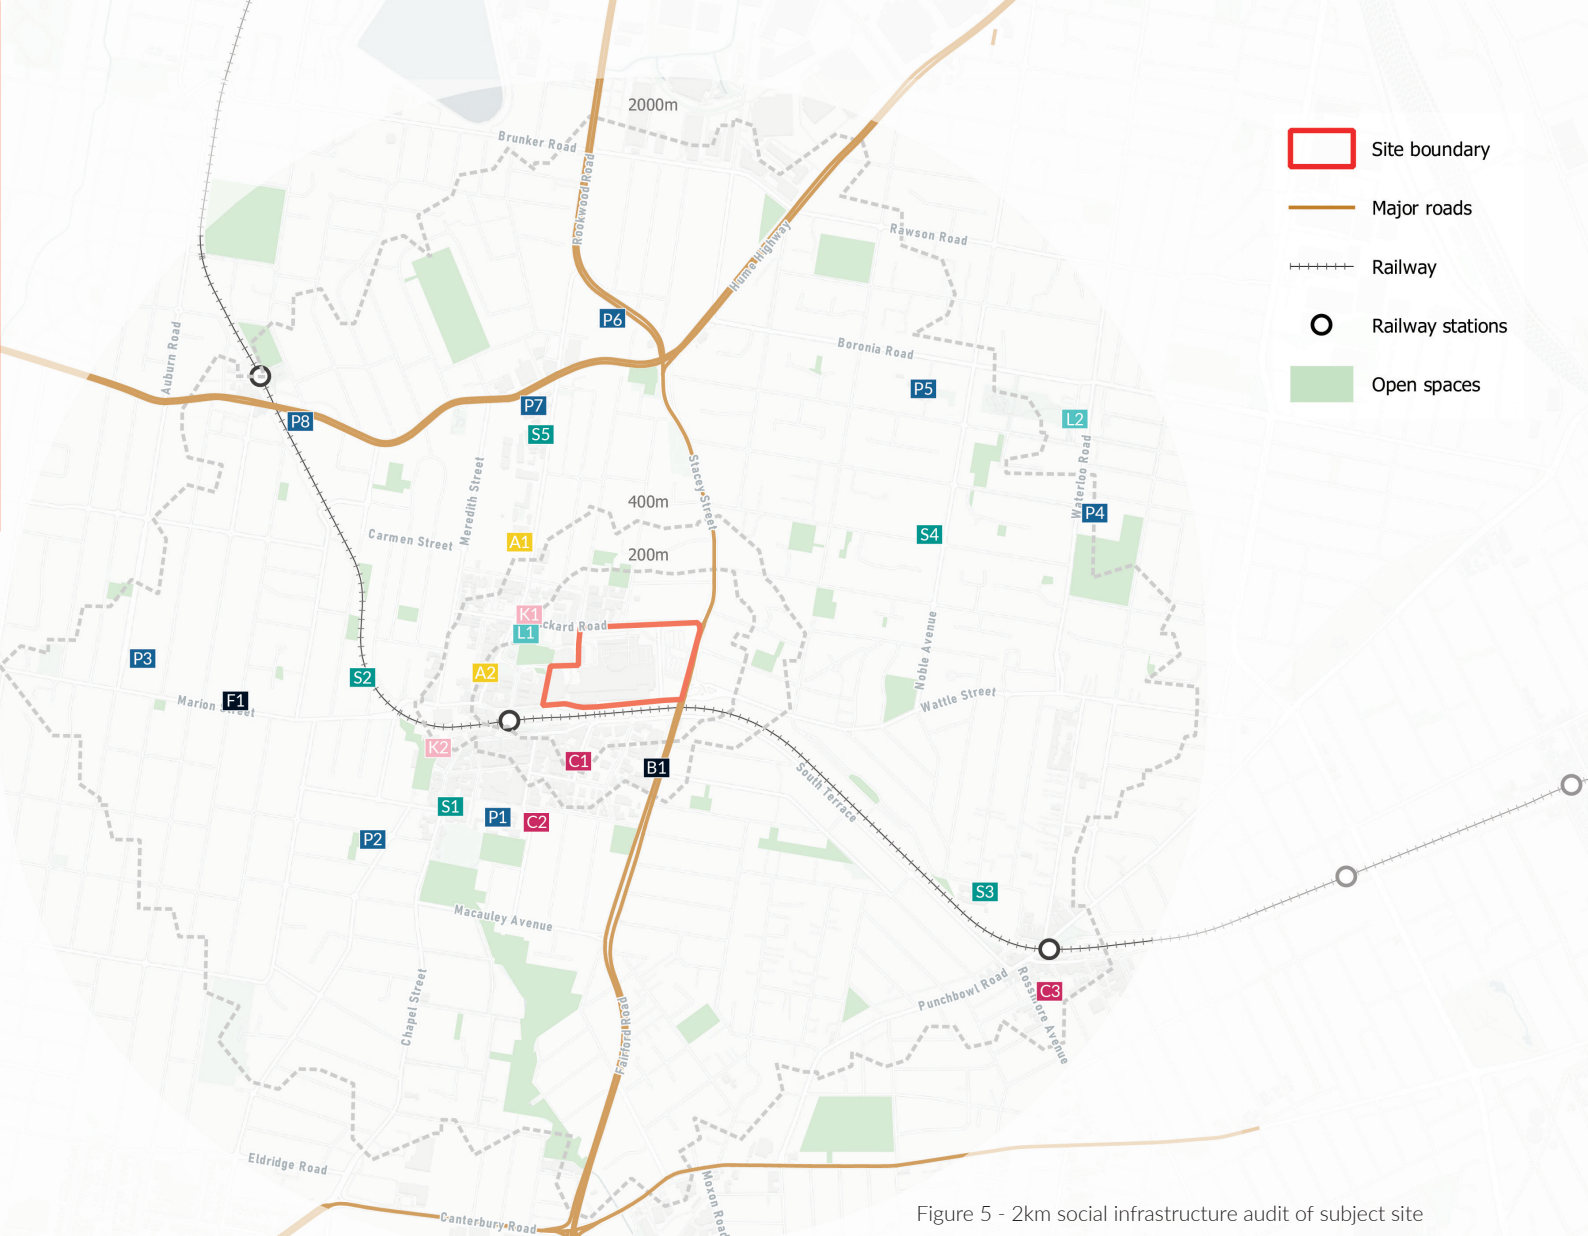 2000m
Brunker Road
Rookwood Road
Site boundary
Major roads
Rawson Road
Hume Highway
Railway
P6
Railway stations
Auburn Road
Boronia Road
P5
Open spaces
P7
P8
L2
S5
Waterloo Road
Meredith Street
Stacey Street
400m
P4
Carmen Street
A1
S4
200m
K1
ckard Road
L1
Noble Avenue
P3
A2
S2
F1
Marion Street
Wattle Street
K2
C1
B1
South Terrace
S1
P1
C2
P2
S3
Macauley Avenue
Chapel Street
Punchbowl Road
C3
Rossmore Avenue
Fairford Road
Eldridge Road
Moxon Road
Canterbury Road
Figure 5 - 2km social infrastructure audit of subject site